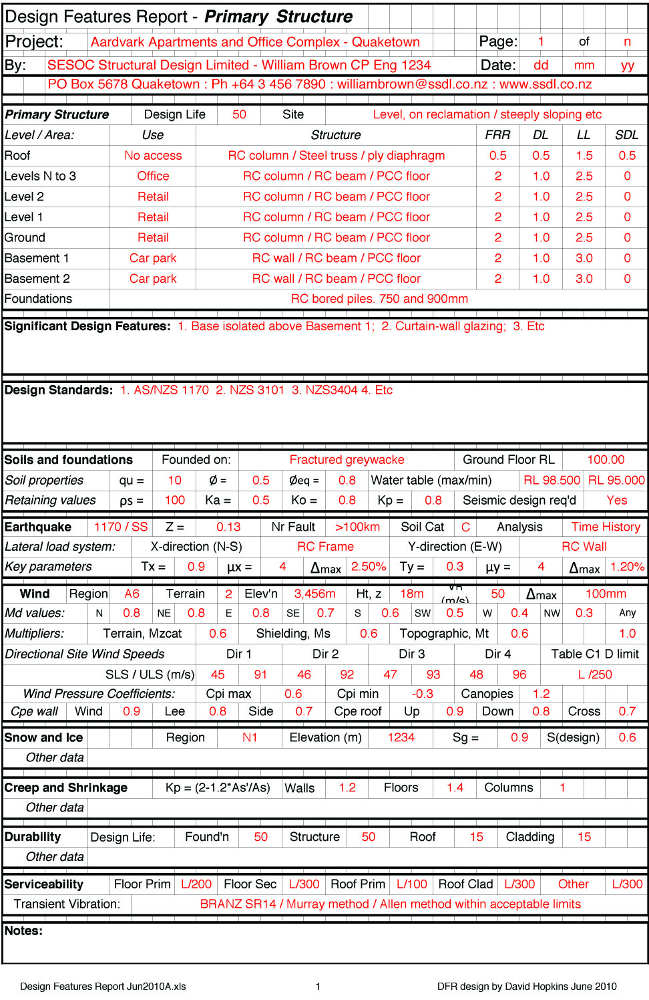 Design Features Report - Primary Structure
Project: Aardvark Apartments and Office Complex - Quaketown Page: 1 of n
By: SESOC Structural Design Limited - William Brown CP Eng 1234 Date: dd mm yy
PO Box 5678 Quaketown : Ph +64 3 456 7890 : williambrown@ssdl.co.nz : www.ssdl.co.nz
Primary Structure Design Life 50 Site Level, on reclamation / steeply sloping etc
Level / Area: Use Structure FRR DL LL SDL
Roof No access RC column / Steel truss / ply diaphragm 0.5 0.5 1.5 0.5
Levels N to 3 Office RC column / RC beam / PCC floor 2 1.0 2.5 0
Level 2 Retail RC column / RC beam / PCC floor 2 1.0 2.5 0
Level 1 Retail RC column / RC beam / PCC floor 2 1.0 2.5 0
Ground Retail RC column / RC beam / PCC floor 2 1.0 2.5 0
Basement 1 Car park RC wall / RC beam / PCC floor 2 1.0 3.0 0
Basement 2 Car park RC wall / RC beam / PCC floor 2 1.0 3.0 0
Foundations RC bored piles. 750 and 900mm
Significant Design Features: 1. Base isolated above Basement 1; 2. Curtain-wall glazing; 3. Etc
Design Standards: 1. AS/NZS 1170 2. NZS 3101 3. NZS3404 4. Etc
Soils and foundations Founded on: Fractured greywacke Ground Floor RL 100.00
Soil properties qu = 10 Ø = 0.5 Øeq = 0.8 Water table (max/min) RL 98.500 RL 95.000
Retaining values ρs = 100 Ka = 0.5 Ko = 0.8 Kp = 0.8 Seismic design req'd Yes
Earthquake 1170 / SS Z = 0.13 Nr Fault >100km Soil Cat C Analysis Time History
Lateral load system: X-direction (N-S) RC Frame Y-direction (E-W) RC Wall
Key parameters Tx = 0.9 µx = 4 Δmax 2.50% Ty = 0.3 µy = 4 Δmax 1.20%
Wind Region A6 Terrain 2 Elev'n 3,456m Ht, z 18m VR (m/s) 50 Δmax 100mm
Md values: N 0.8 NE 0.8 E 0.8 SE 0.7 S 0.6 SW 0.5 W 0.4 NW 0.3 Any
Multipliers: Terrain, Mzcat 0.6 Shielding, Ms 0.6 Topographic, Mt 0.6 1.0
Directional Site Wind Speeds Dir 1 Dir 2 Dir 3 Dir 4 Table C1 D limit
SLS / ULS (m/s) 45 91 46 92 47 93 48 96 L /250
Wind Pressure Coefficients: Cpi max 0.6 Cpi min -0.3 Canopies 1.2
Cpe wall Wind 0.9 Lee 0.8 Side 0.7 Cpe roof Up 0.9 Down 0.8 Cross 0.7
Snow and Ice Region N1 Elevation (m) 1234 Sg = 0.9 S(design) 0.6
Other data
Creep and Shrinkage Kp = (2-1.2*As'/As) Walls 1.2 Floors 1.4 Columns 1
Other data
Durability Design Life: Found'n 50 Structure 50 Roof 15 Cladding 15
Other data
Serviceability Floor Prim L/200 Floor Sec L/300 Roof Prim L/100 Roof Clad L/300 Other L/300
Transient Vibration: BRANZ SR14 / Murray method / Allen method within acceptable limits
Notes:
Design Features Report Jun2010A.xls 1 DFR design by David Hopkins June 2010